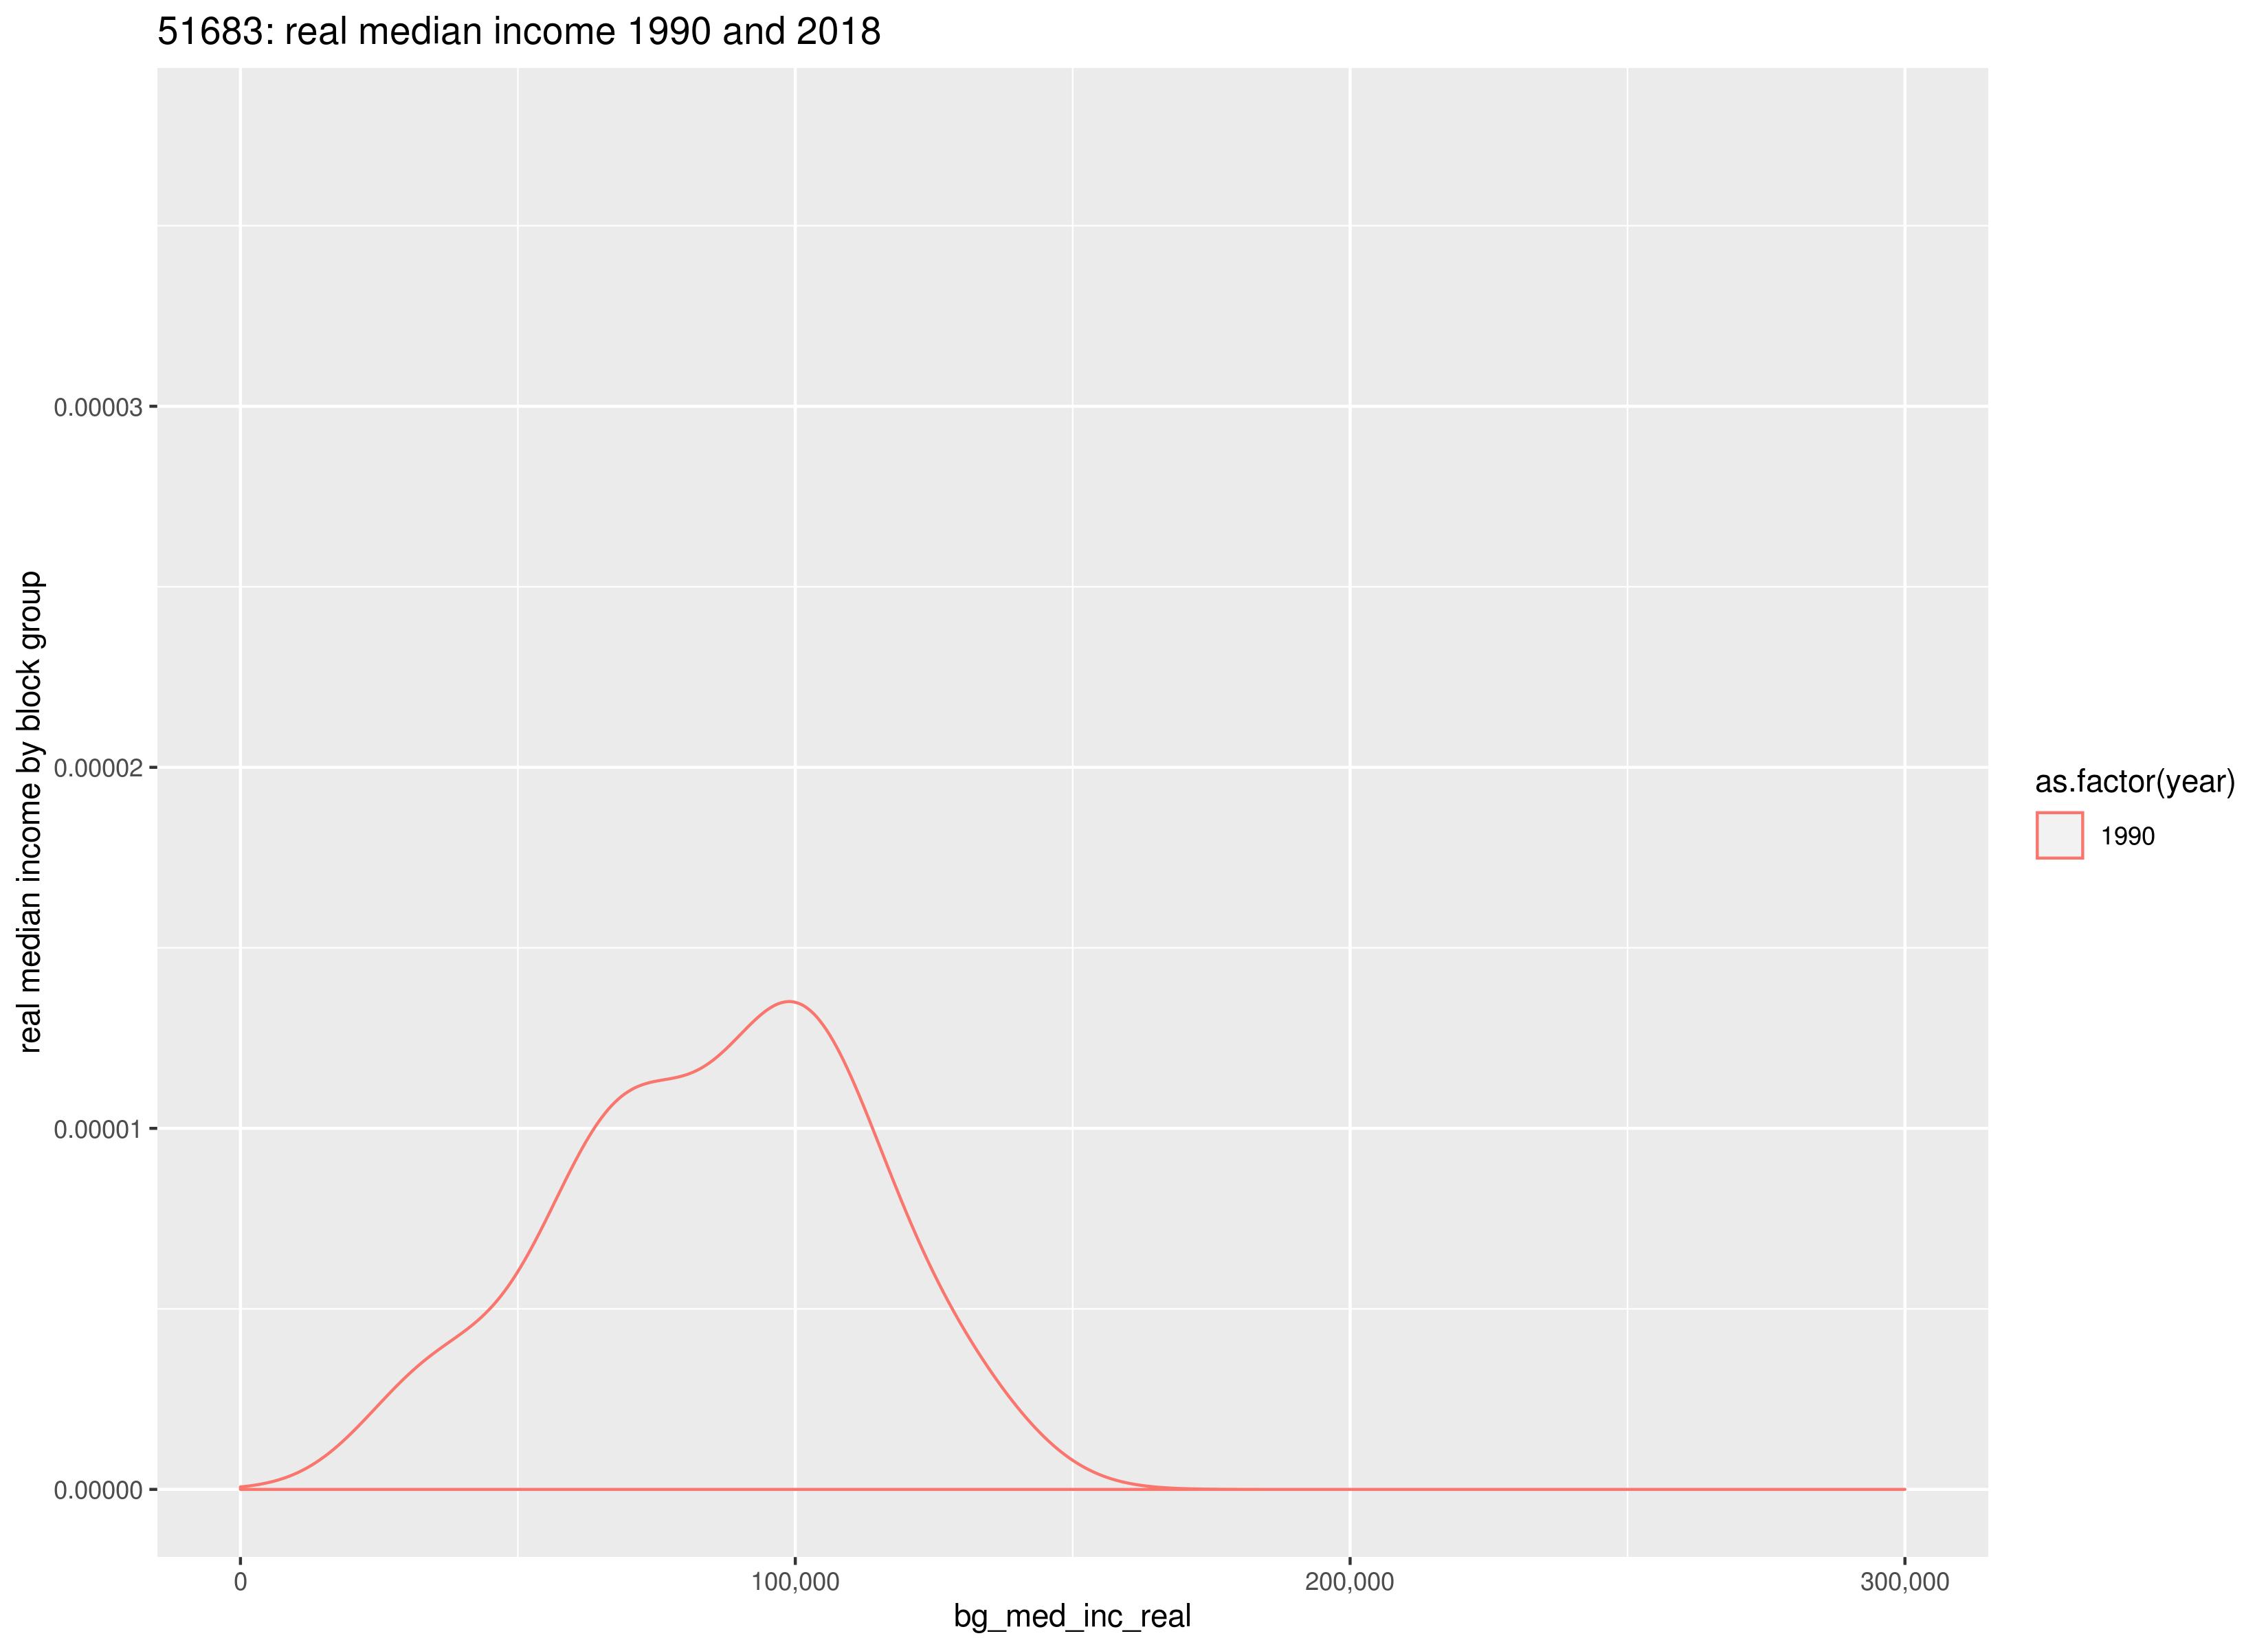 51683: real median income 1990 and 2018
real median income by block group
0.00003
0.00002
0.00001
0.00000
0
100,000
200,000
300,000
bg_med_inc_real
as.factor(year)
1990